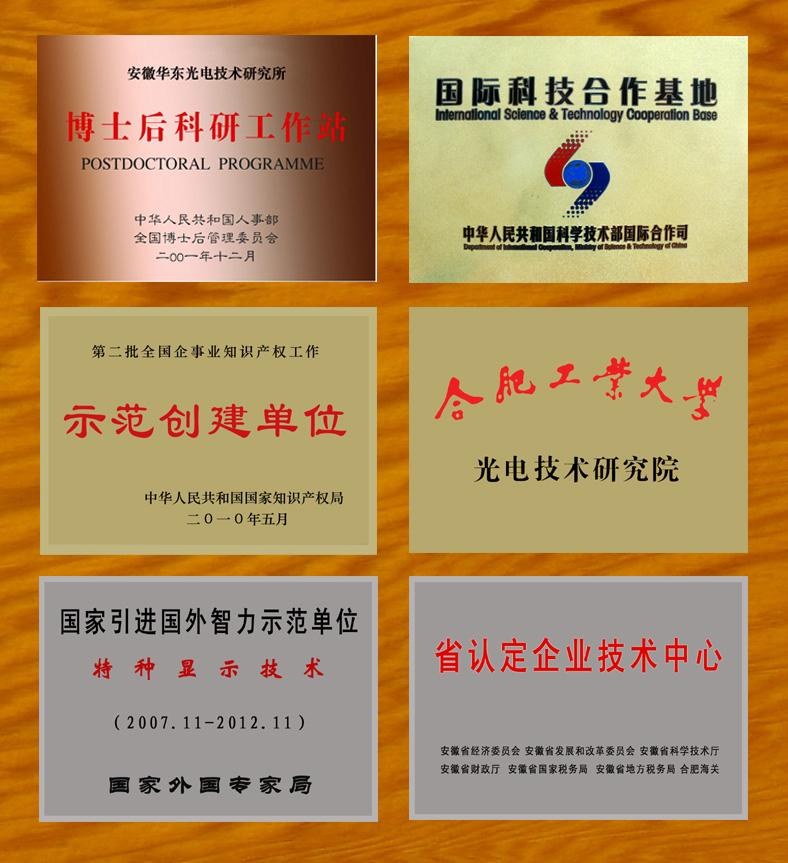 安徽华东光电技术研究所
博士后科研工作站
POSTDOCTORAL PROGRAMME
中华人民共和国人事部
全国博士后管理委员会
二OO一年十二月
国际科技合作基地
International Science & Technology Cooperation Base
中华人民共和国科学技术部国际合作司
Department of International Cooperation, Ministry of Science & Technology of China
第二批全国企事业知识产权工作
示范创建单位
中华人民共和国国家知识产权局
二０一０年五月
合肥工业大学
光电技术研究院
国家引进国外智力示范单位
特种显示技术
(2007.11-2012.11)
国家外国专家局
省认定企业技术中心
安徽省经济委员会 安徽省发展和改革委员会 安徽省科学技术厅
安徽省财政厅 安徽省国家税务局 安徽省地方税务局 合肥海关